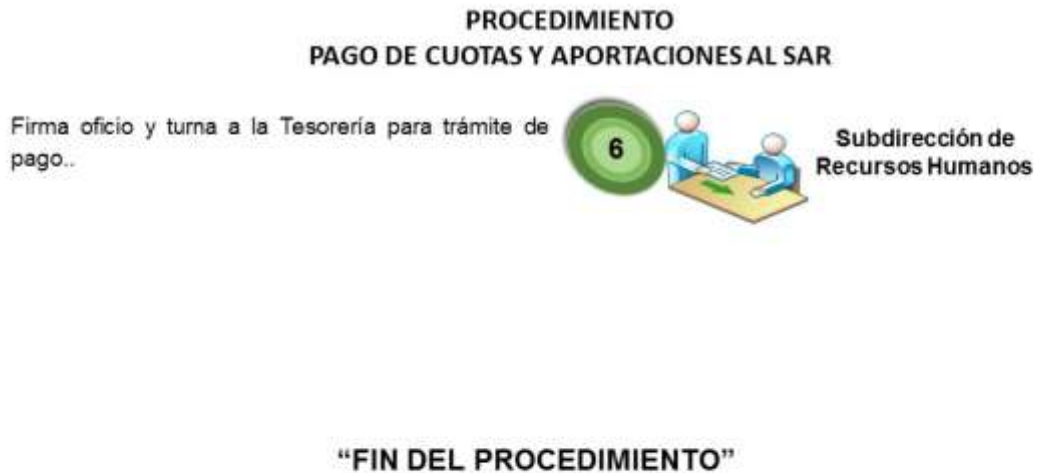 PROCEDIMIENTO
PAGO DE CUOTAS Y APORTACIONES AL SAR
Firma oficio y turna a la Tesorería para trámite de
pago..
6
Subdirección de
Recursos Humanos
“FIN DEL PROCEDIMIENTO”